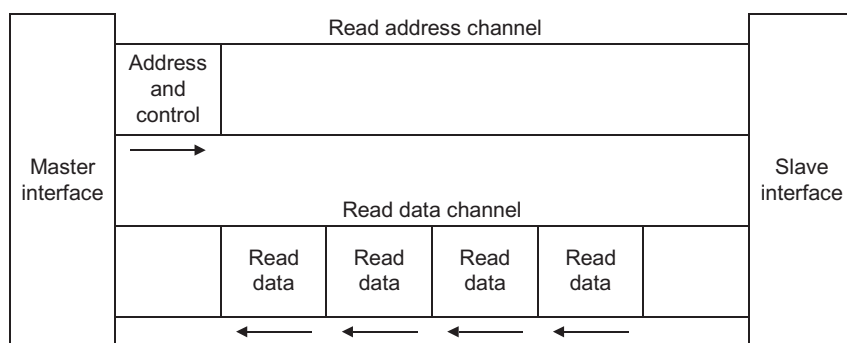 Read address channel
Address
and
control
Master
interface
Slave
interface
Read data channel
Read
data
Read
data
Read
data
Read
data